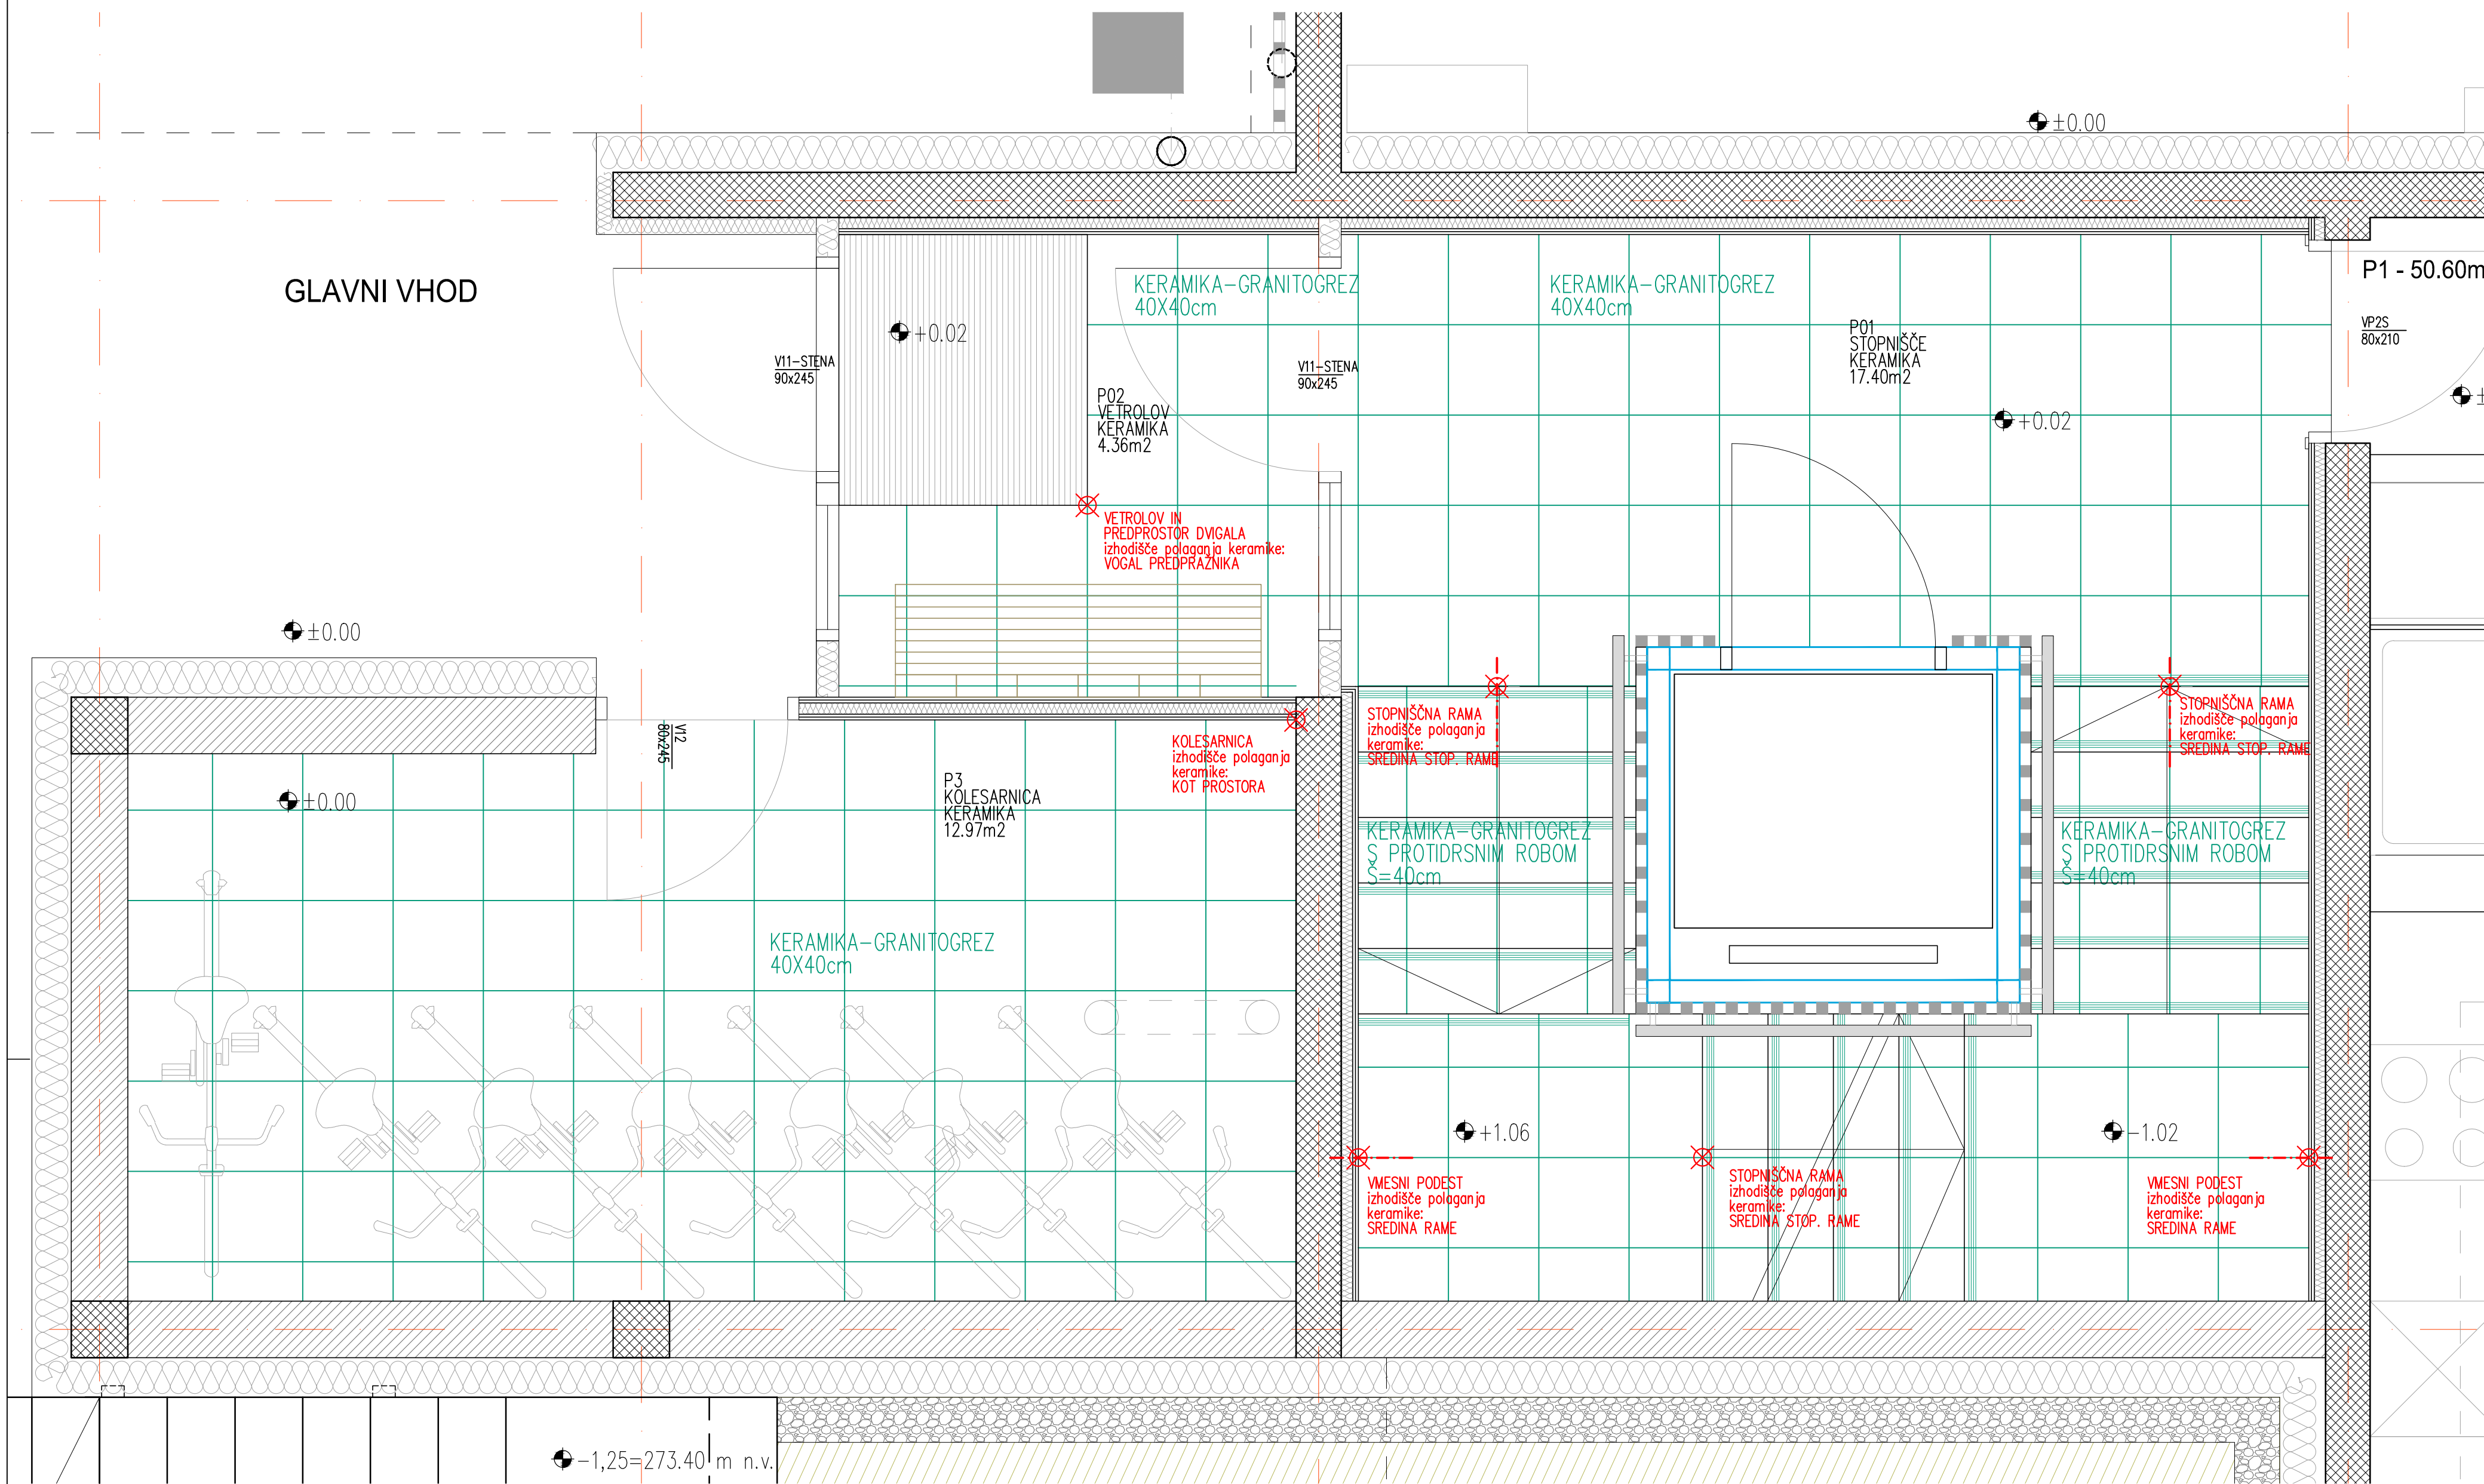 ±0.00
GLAVNI VHOD
KERAMIKA-GRANITOGREZ
40X40cm
KERAMIKA-GRANITOGREZ
40X40cm
P1 - 50.60m
+0.02
V11-STENA
90x245
V11-STENA
90x245
P01
STOPNIŠČE
KERAMIKA
17.40m2
VP2S
80x210
P02
VETROLOV
KERAMIKA
4.36m2
+0.02
±
VETROLOV IN
PREDPROSTOR DVIGALA
izhodišče polaganja keramike:
VOGAL PREDPRAŽNIKA
±0.00
V12
80x245
KOLESARNICA
izhodišče polaganja
keramike:
KOT PROSTORA
STOPNIŠČNA RAMA
izhodišče polaganja
keramike:
SREDINA STOP. RAME
STOPNIŠČNA RAMA
izhodišče polaganja
keramike:
SREDINA STOP. RAME
±0.00
P3
KOLESARNICA
KERAMIKA
12.97m2
KERAMIKA-GRANITOGREZ
S PROTIDRSNIM ROBOM
Š=40cm
KERAMIKA-GRANITOGREZ
S PROTIDRSNIM ROBOM
Š=40cm
KERAMIKA-GRANITOGREZ
40X40cm
+1.06
-1.02
VMESNI PODEST
izhodišče polaganja
keramike:
SREDINA RAME
STOPNIŠČNA RAMA
izhodišče polaganja
keramike:
SREDINA STOP. RAME
VMESNI PODEST
izhodišče polaganja
keramike:
SREDINA RAME
-1,25=273.40 m n.v.